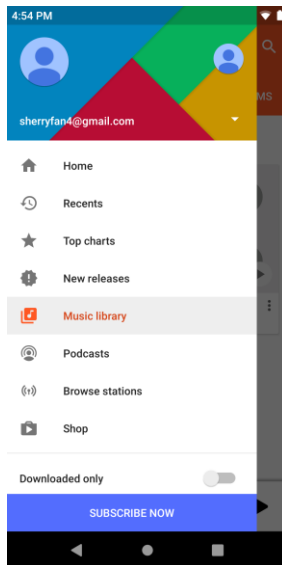 4:54 PM
MS
sherryfan4@gmail.com
Home
Recents
Top charts
New releases
Music library
Podcasts
Browse stations
Shop
Downloaded only
SUBSCRIBE NOW